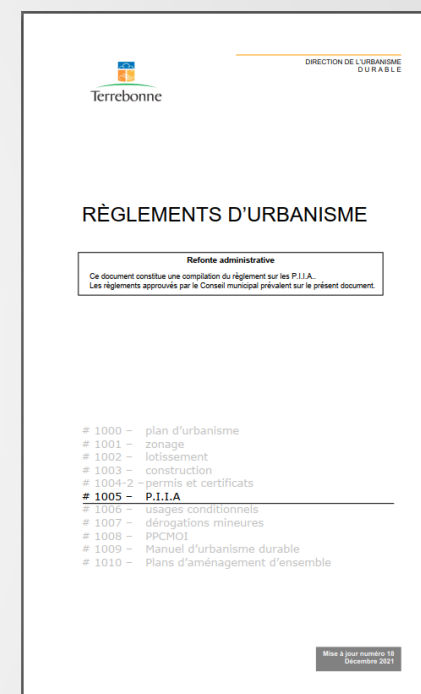 DIRECTION DE L'URBANISME
DURABLE
Terrebonne
RÈGLEMENTS D'URBANISME
Refonte administrative
Ce document constitue une compilation du règlement sur les P.I.I.A..
Les règlements approuvés par le Conseil municipal prévalent sur le présent document.
# 1000 – plan d'urbanisme
# 1001 – zonage
# 1002 – lotissement
# 1003 – construction
# 1004-2 – permis et certificats
# 1005 – P.I.I.A
# 1006 – usages conditionnels
# 1007 – dérogations mineures
# 1008 – PPCMOI
# 1009 – Manuel d'urbanisme durable
# 1010 – Plans d'aménagement d'ensemble
Mise à jour numéro 18
Décembre 2021